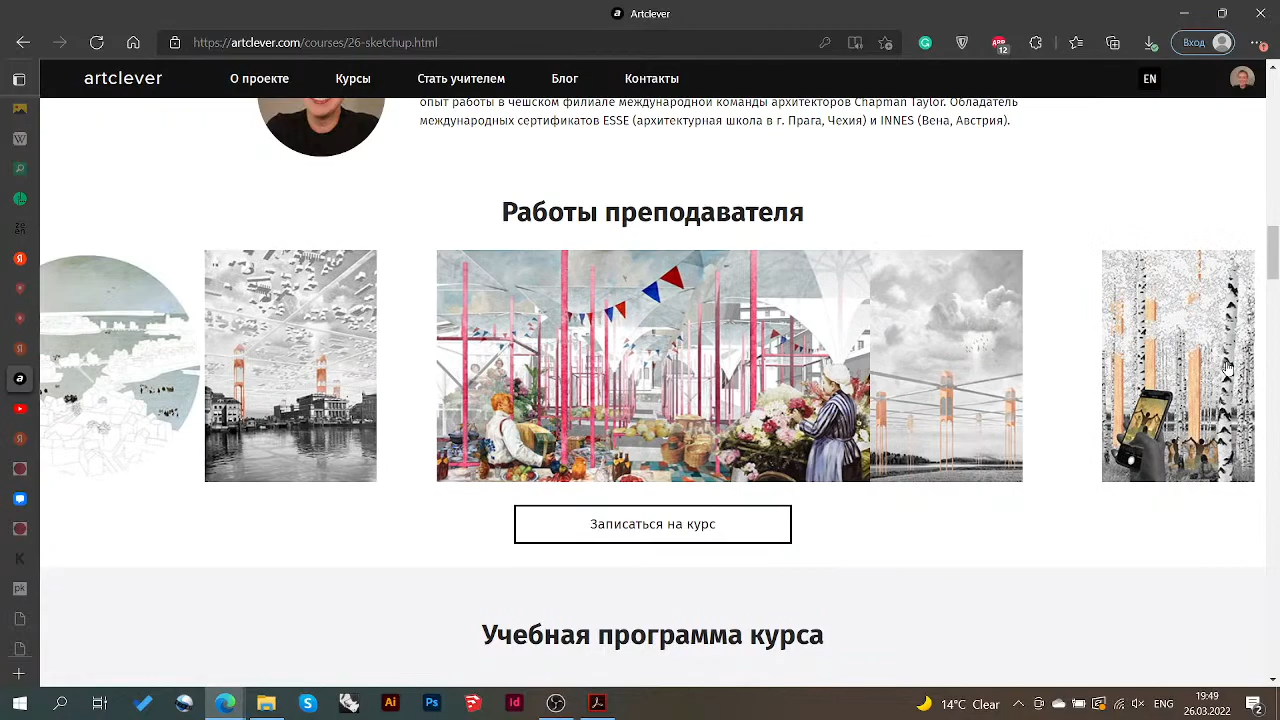 Artclever
https://artclever.com/courses/26-sketchup.html
12
Вход
artclever
О проекте
Курсы
Стать учителем
Блог
Контакты
EN
опыт работы в чешском филиале международной команды архитекторов Chapman Taylor. Обладатель
международных сертификатов ESSE (архитектурная школа в г. Прага, Чехия) и INNES (Вена, Австрия).
Работы преподавателя
Записаться на курс
Учебная программа курса
14°C Clear
ENG
19:49
26.03.2022
2